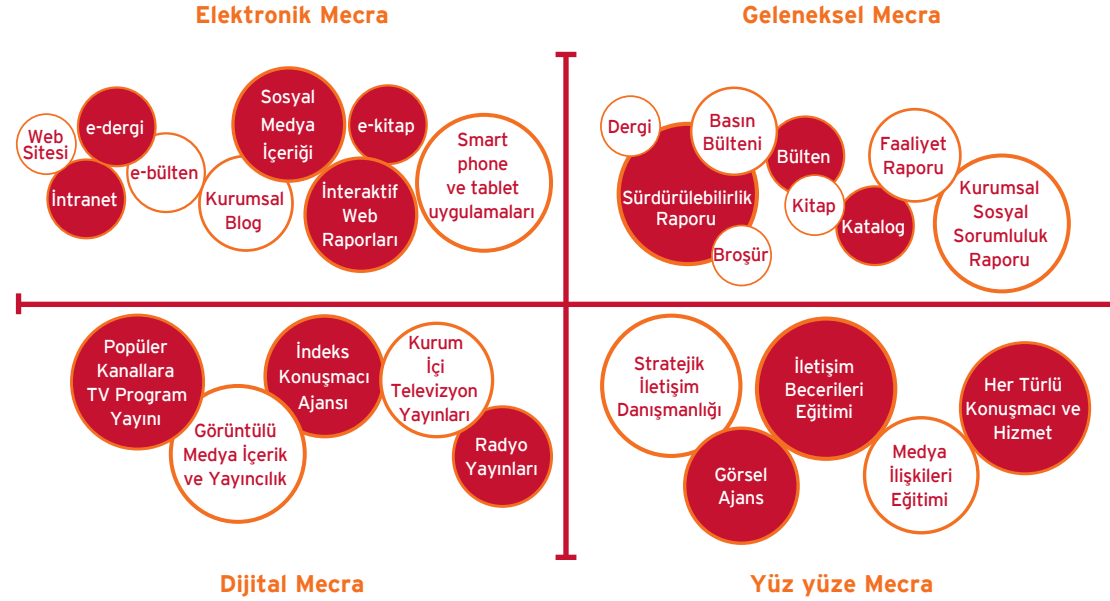 Elektronik Mecra
Web
Sitesi
e-dergi
İntranet
e-bülten
Kurumsal
Blog
Sosyal
Medya
İçeriği
e-kitap
İnteraktif
Web
Raporları
Smart
phone
ve tablet
uygulamaları
Geleneksel Mecra
Dergi
Sürdürülebilirlik
Raporu
Basın
Bülteni
Broşür
Bülten
Kitap
Katalog
Faaliyet
Raporu
Kurumsal
Sosyal
Sorumluluk
Raporu
Popüler
Kanallara
TV Program
Yayını
Görüntülü
Medya İçerik
ve Yayıncılık
İndeks
Konuşmacı
Ajansı
Kurum
İçi
Televizyon
Yayınları
Radyo
Yayınları
Dijital Mecra
Stratejik
İletişim
Danışmanlığı
Görsel
Ajans
İletişim
Becerileri
Eğitimi
Medya
İlişkileri
Eğitimi
Her Türlü
Konuşmacı ve
Hizmet
Yüz yüze Mecra